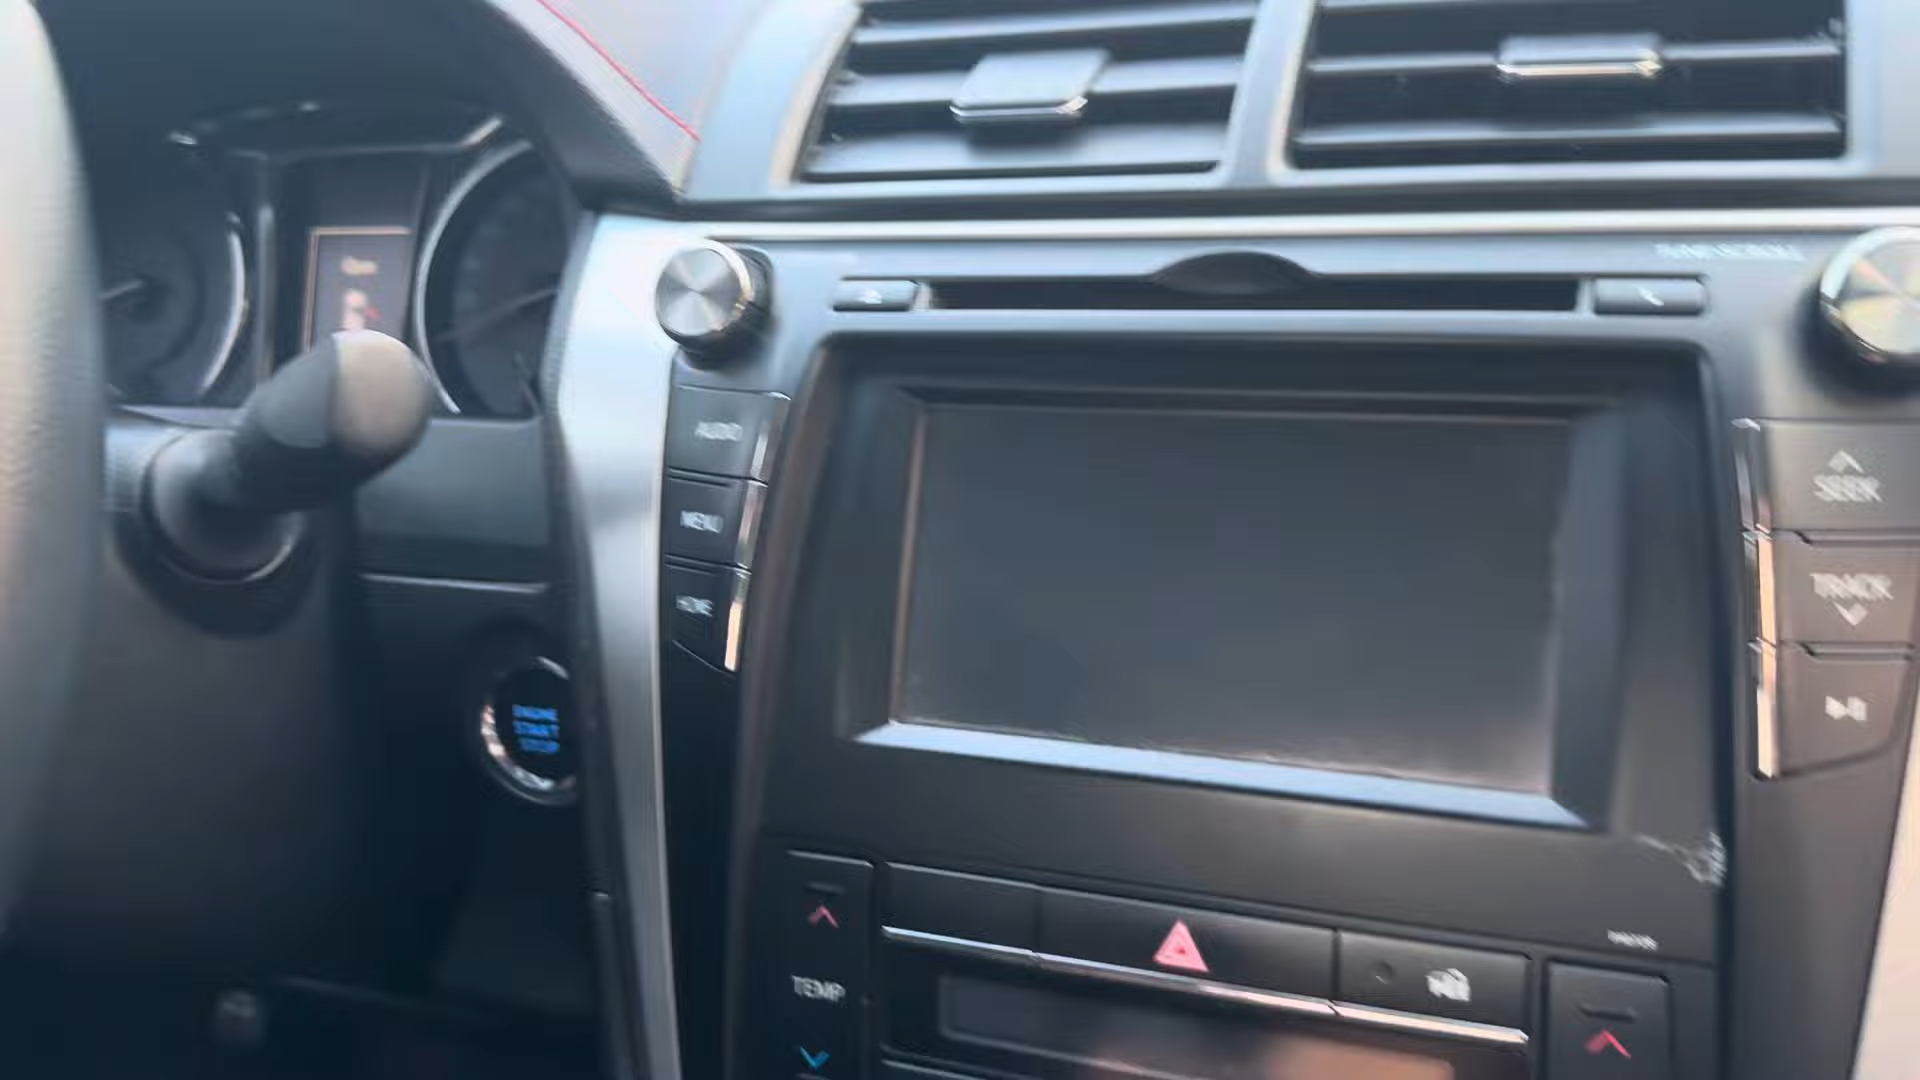 AUDIO
MENU
HOME
ENGINE
START
STOP
SEEK
TRACK
TEMP